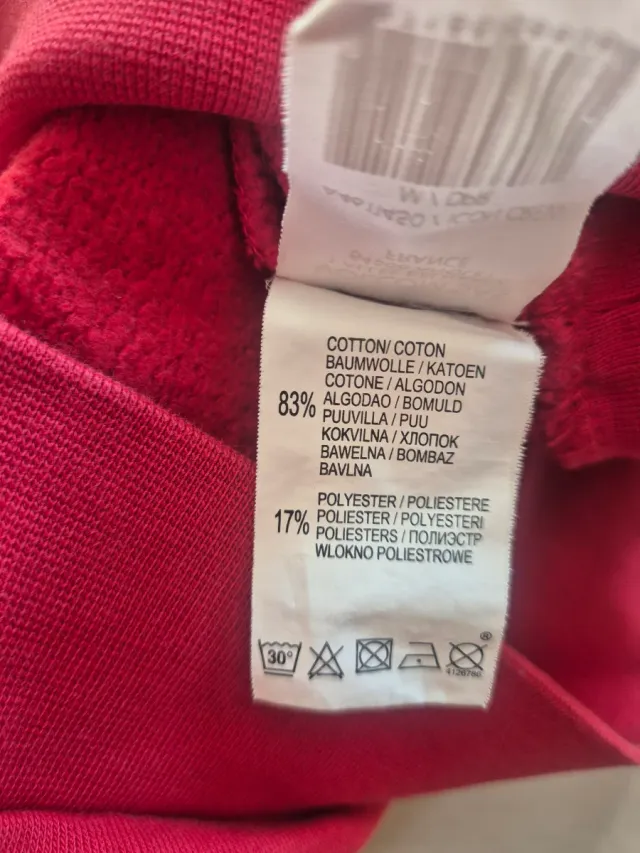 COTTON/ COTON
BAUMWOLLE / KATOEN
COTONE / ALGODON
83% ALGODAO / BOMULD
PUUVILLA / PUU
KOKVILNA / ХЛОПОК
BAWELNA / BOMBAZ
BAVLNA
POLYESTER / POLIESTERE
17% POLIESTER / POLYESTERI
POLIESTERS / ПОЛИЭСТР
WLOKNO POLIESTROWE
30°
®
4128760